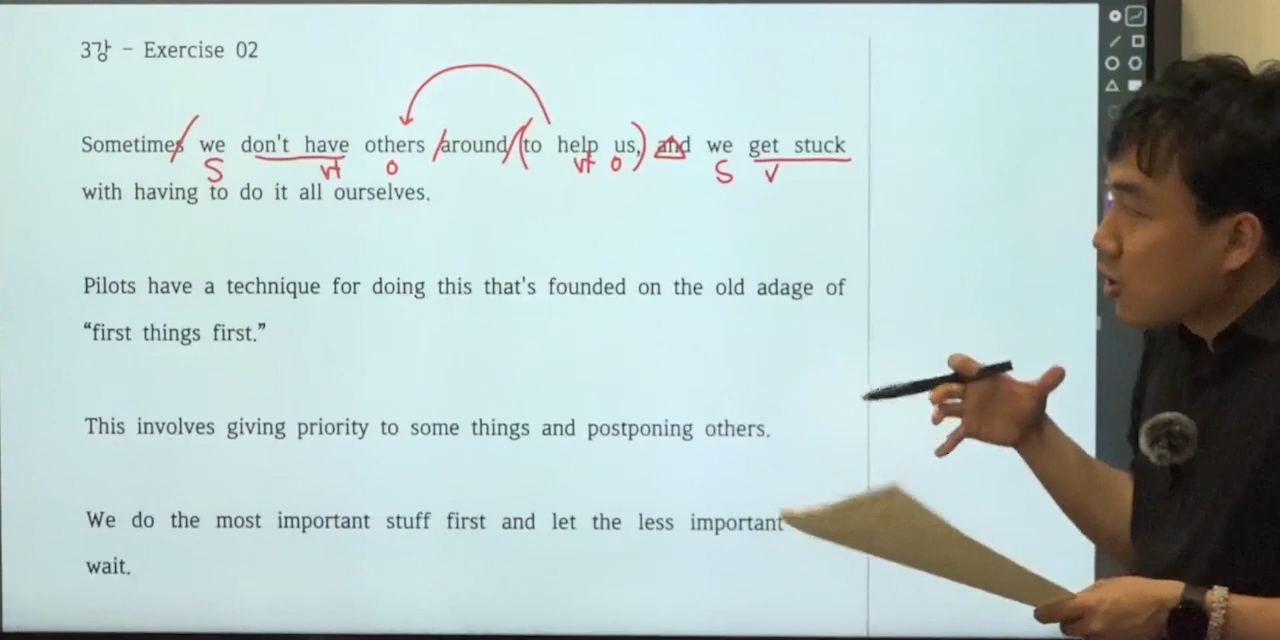 3강 - Exercise 02
Sometimes we don't have others around to help us, and we get stuck
S vt O vt O S V
with having to do it all ourselves.
Pilots have a technique for doing this that's founded on the old adage of
“first things first.”
This involves giving priority to some things and postponing others.
We do the most important stuff first and let the less important
wait.